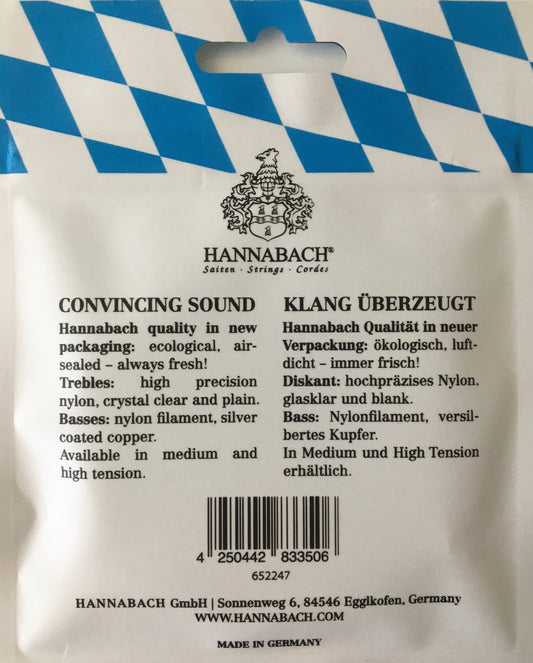 HANNABACH®
Saiten · Strings · Cordes
CONVINCING SOUND
Hannabach quality in new
packaging: ecological, air-
sealed – always fresh!
Trebles: high precision
nylon, crystal clear and plain.
Basses: nylon filament, silver
coated copper.
Available in medium and
high tension.
KLANG ÜBERZEUGT
Hannabach Qualität in neuer
Verpackung: ökologisch, luft-
dicht – immer frisch!
Diskant: hochpräzises Nylon,
glasklar und blank.
Bass: Nylonfilament, versil-
bertes Kupfer.
In Medium und High Tension
erhältlich.
4 250442 833506
652247
HANNABACH GmbH | Sonnenweg 6, 84546 Egglkofen, Germany
WWW.HANNABACH.COM
MADE IN GERMANY